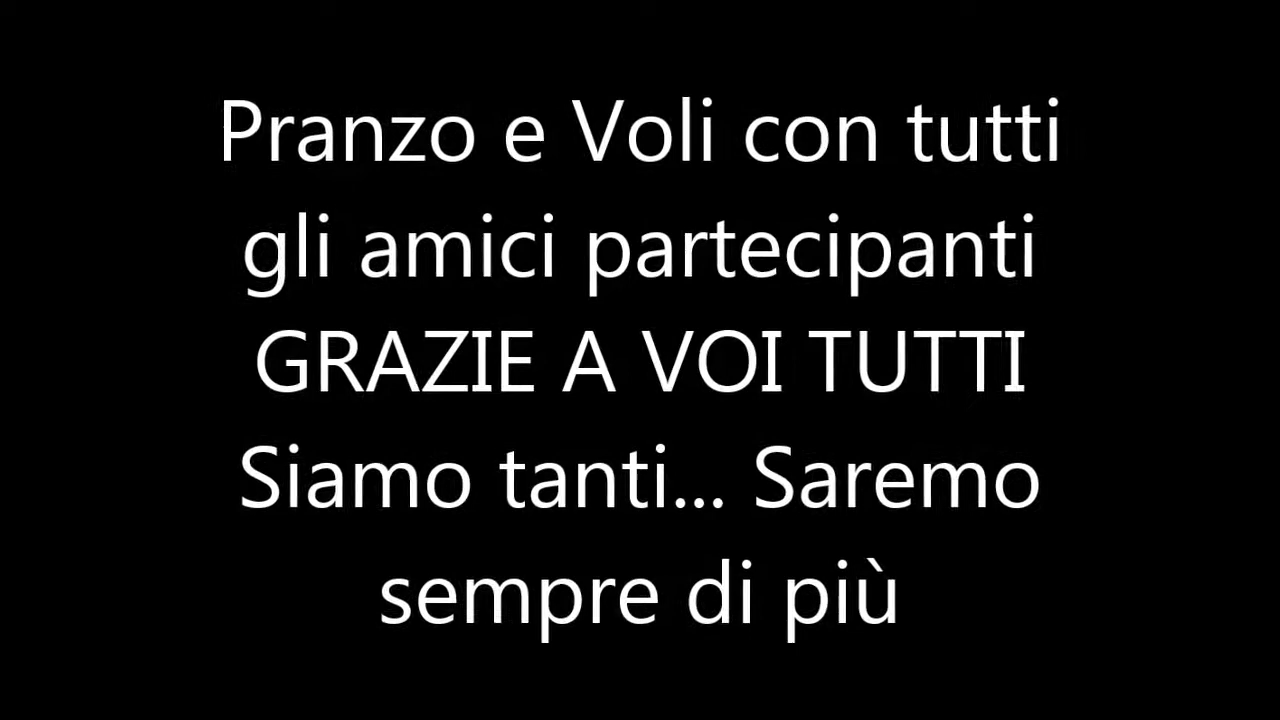 Pranzo e Voli con tutti
gli amici partecipanti
GRAZIE A VOI TUTTI
Siamo tanti... Saremo
sempre di più